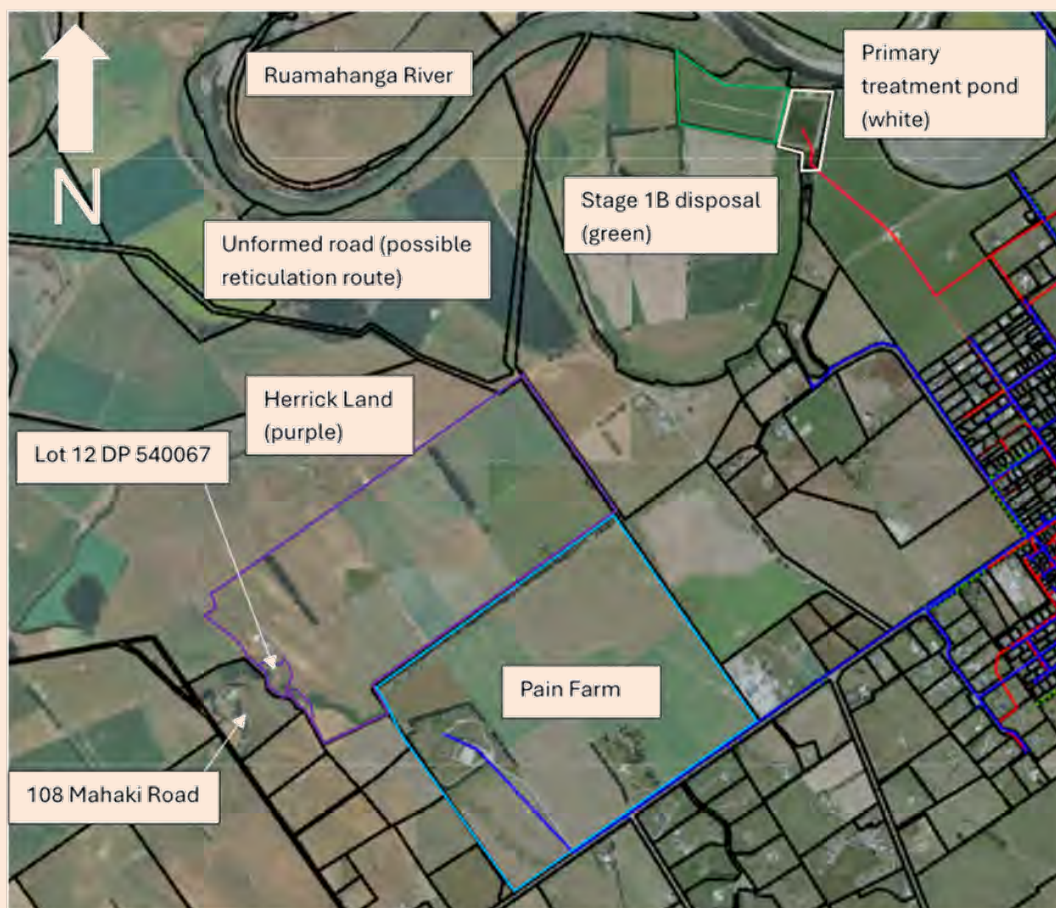 Ruamahanga River
Primary
treatment pond
(white)
N
Stage 1B disposal
(green)
Unformed road (possible
reticulation route)
Herrick Land
(purple)
Lot 12 DP 540067
Pain Farm
108 Mahaki Road